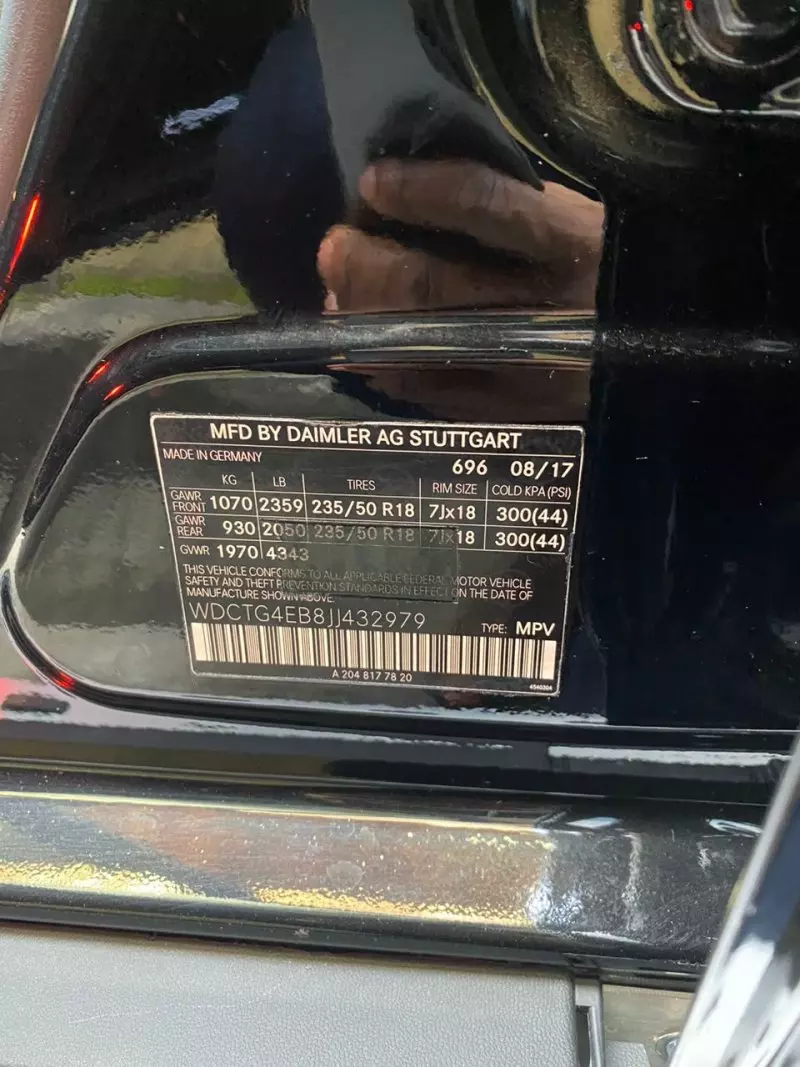 MFD BY DAIMLER AG STUTTGART
MADE IN GERMANY 696 08/17
KG LB TIRES RIM SIZE COLD KPA(PSI)
GAWR FRONT 1070 2359 235/50 R18 7Jx18 300(44)
GAWR REAR 930 2050 235/50 R18 7Jx18 300(44)
GVWR 1970 4343
THIS VEHICLE CONFORMS TO ALL APPLICABLE FEDERAL MOTOR VEHICLE
SAFETY AND THEFT PREVENTION STANDARDS IN EFFECT ON THE DATE OF
MANUFACTURE SHOWN ABOVE.
WDCTG4EB8JJ432979 TYPE: MPV
A 204 817 78 20
4540304